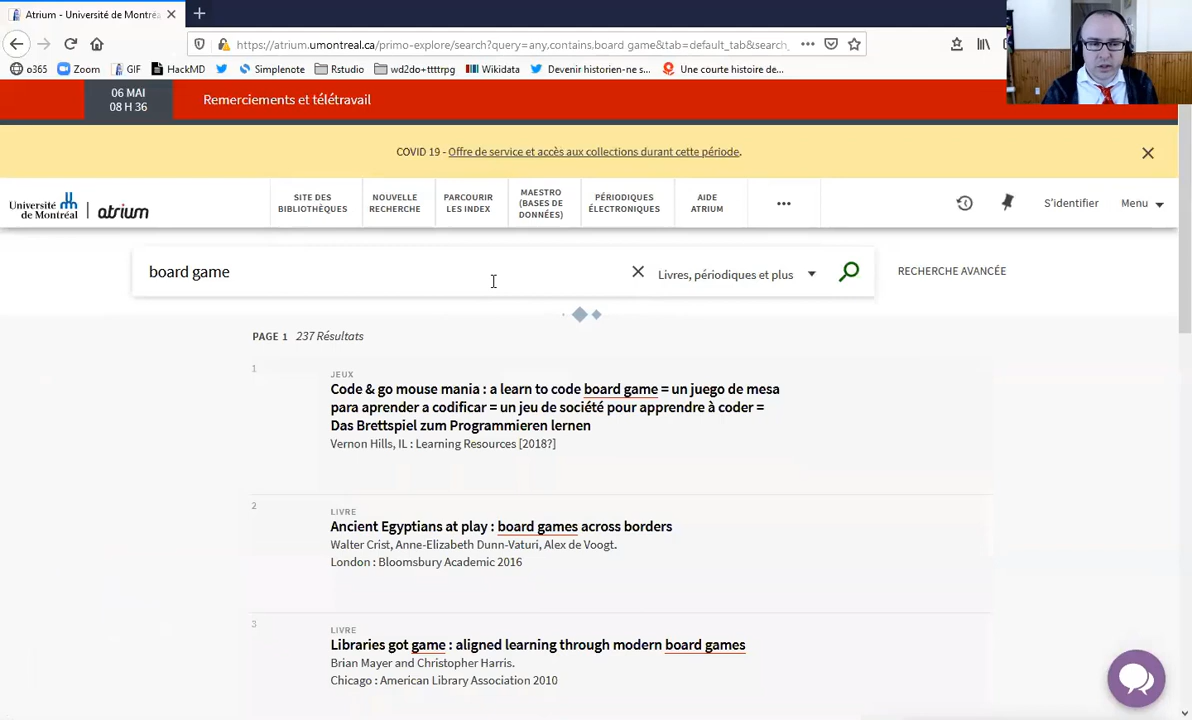 Atrium - Université de Montréa
https://atrium.umontreal.ca/primo-explore/search?query=any,contains,board game&tab=default_tab&search_
o365 Zoom GIF HackMD Simplenote Rstudio wd2do+ttttrpg Wikidata Devenir historien-ne s... Une courte histoire de...
06 MAI
08 H 36
Remerciements et télétravail
COVID 19 - Offre de service et accès aux collections durant cette période.
Université de Montréal
atrium
SITE DES BIBLIOTHÈQUES
NOUVELLE RECHERCHE
PARCOURIR LES INDEX
MAESTRO (BASES DE DONNÉES)
PÉRIODIQUES ÉLECTRONIQUES
AIDE ATRIUM
S'identifier
Menu
board game
Livres, périodiques et plus
RECHERCHE AVANCÉE
PAGE 1 237 Résultats
1
JEUX
Code & go mouse mania : a learn to code board game = un juego de mesa
para aprender a codificar = un jeu de société pour apprendre à coder =
Das Brettspiel zum Programmieren lernen
Vernon Hills, IL : Learning Resources [2018?]
2
LIVRE
Ancient Egyptians at play : board games across borders
Walter Crist, Anne-Elizabeth Dunn-Vaturi, Alex de Voogt.
London : Bloomsbury Academic 2016
3
LIVRE
Libraries got game : aligned learning through modern board games
Brian Mayer and Christopher Harris.
Chicago : American Library Association 2010